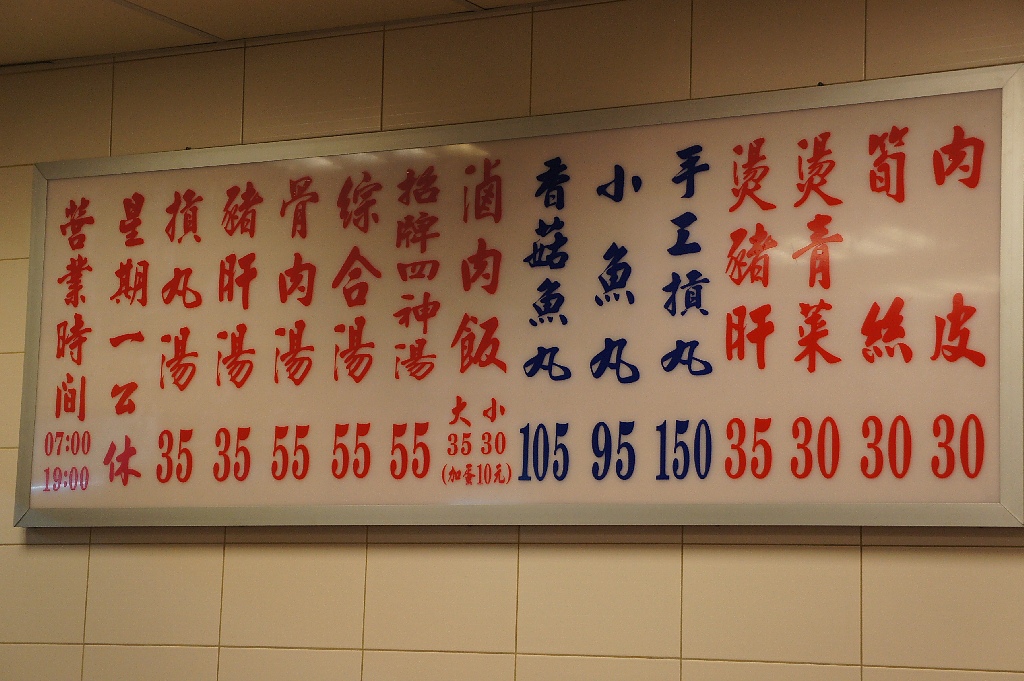 肉皮 30
筍絲 30
燙青菜 30
燙豬肝 35
手工摃丸 150
小魚丸 95
香菇魚丸 105
滷肉飯
小 30
大 35
(加蛋10元)
招牌四神湯 55
綜合湯 55
骨肉湯 55
豬肝湯 35
摃丸湯 35
星期一公休
營業時間
07:00
19:00